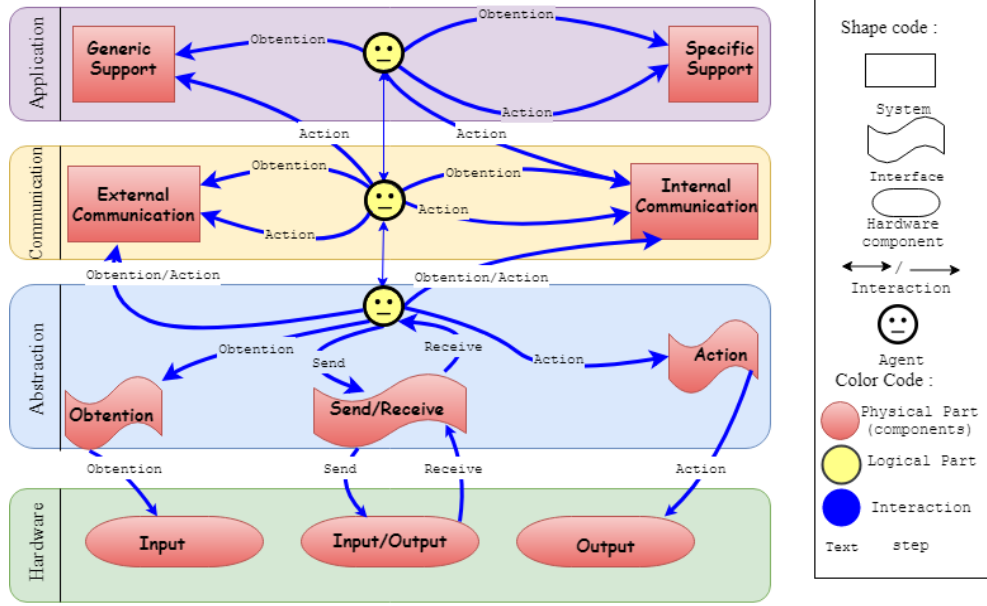 Application
Generic
Support
Obtention
Obtention
Specific
Support
Action
Action
Action
Communication
External
Communication
Obtention
Action
Obtention
Action
Internal
Communication
Obtention/Action
Obtention/Action
Abstraction
Obtention
Send
Receive
Action
Obtention
Send/Receive
Action
Obtention
Send
Receive
Action
Hardware
Input
Input/Output
Output
Shape code :
System
Interface
Hardware
component
/
Interaction
Agent
Color Code :
Physical Part
(components)
Logical Part
Interaction
Text step